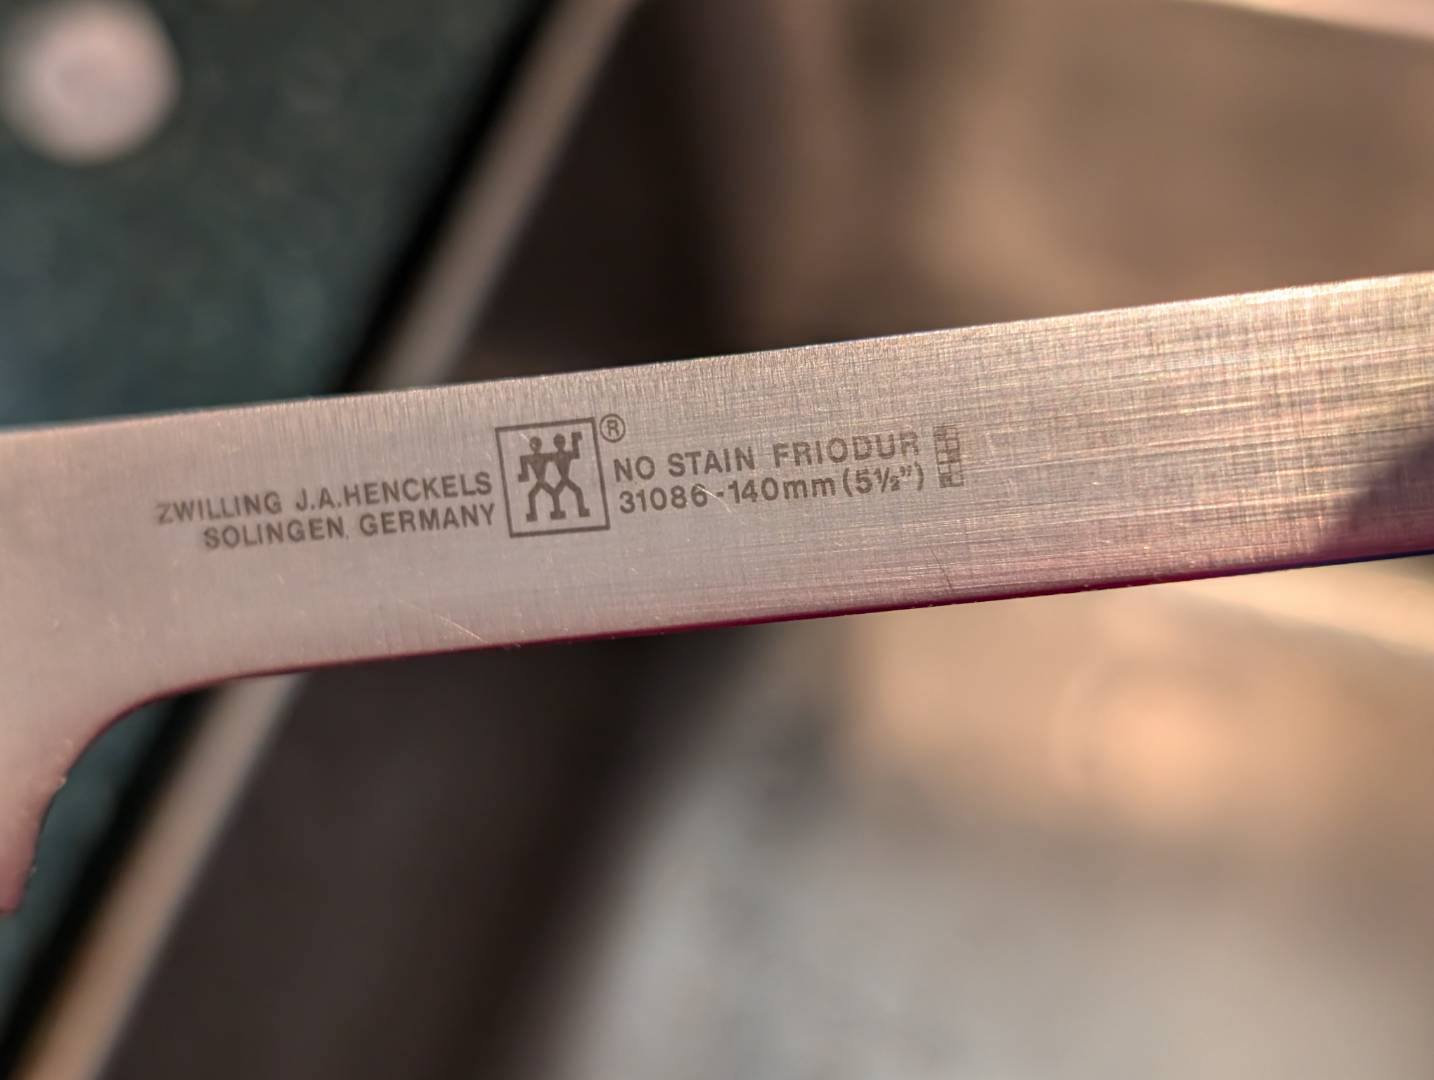 ZWILLING J.A.HENCKELS
SOLINGEN, GERMANY
®
NO STAIN FRIODUR
31086-140mm (5½")